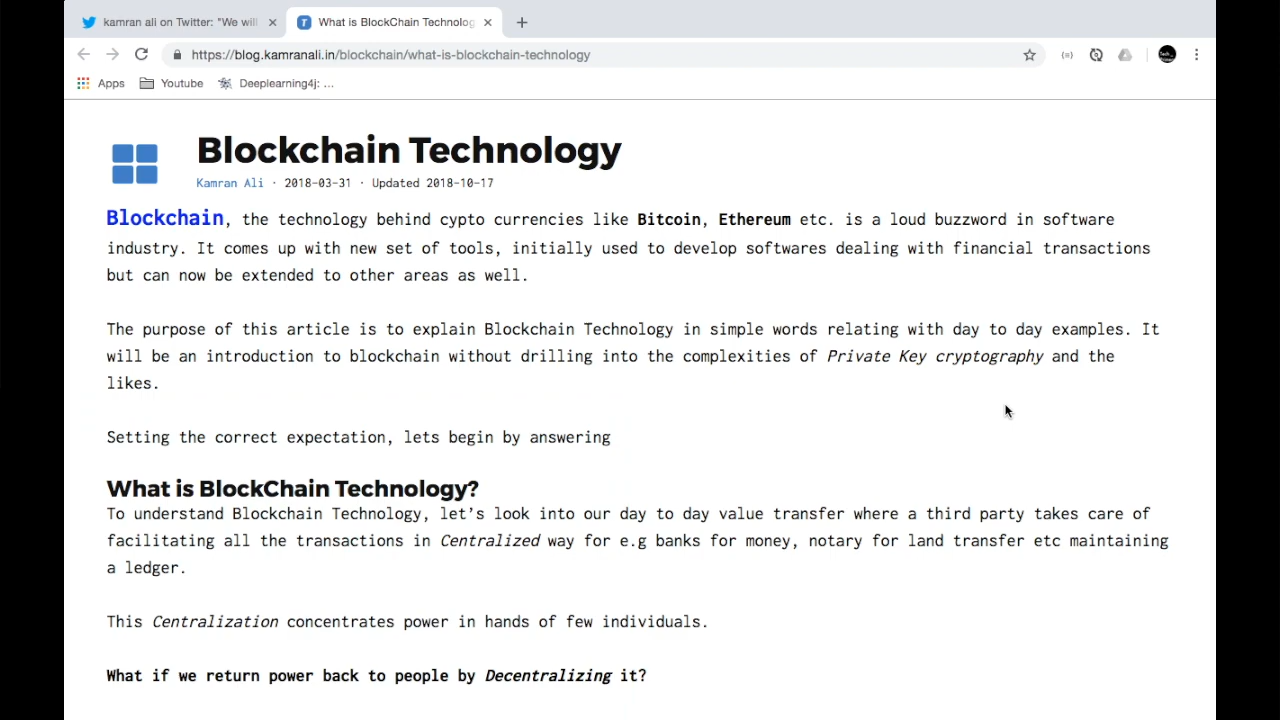 kamran ali on Twitter: "We will
What is BlockChain Technolog
https://blog.kamranali.in/blockchain/what-is-blockchain-technology
Apps
Youtube
Deeplearning4j: ...
Blockchain Technology
Kamran Ali · 2018-03-31 · Updated 2018-10-17
Blockchain, the technology behind cypto currencies like Bitcoin, Ethereum etc. is a loud buzzword in software
industry. It comes up with new set of tools, initially used to develop softwares dealing with financial transactions
but can now be extended to other areas as well.
The purpose of this article is to explain Blockchain Technology in simple words relating with day to day examples. It
will be an introduction to blockchain without drilling into the complexities of Private Key cryptography and the
likes.
Setting the correct expectation, lets begin by answering
What is BlockChain Technology?
To understand Blockchain Technology, let’s look into our day to day value transfer where a third party takes care of
facilitating all the transactions in Centralized way for e.g banks for money, notary for land transfer etc maintaining
a ledger.
This Centralization concentrates power in hands of few individuals.
What if we return power back to people by Decentralizing it?